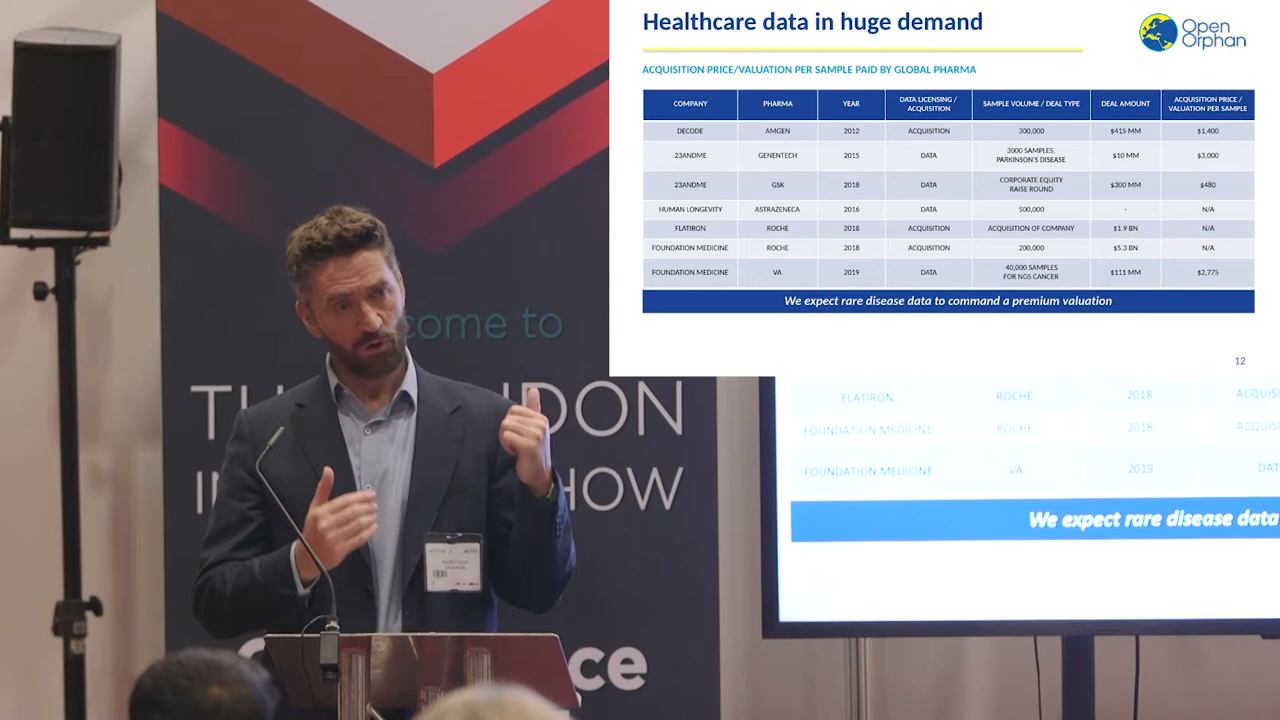 Healthcare data in huge demand
Open
Orphan
ACQUISITION PRICE/VALUATION PER SAMPLE PAID BY GLOBAL PHARMA
COMPANY PHARMA YEAR DATA LICENSING / ACQUISITION SAMPLE VOLUME / DEAL TYPE DEAL AMOUNT ACQUISITION PRICE / VALUATION PER SAMPLE
DECODE AMGEN 2012 ACQUISITION 300,000 $415 MM $1,400
23ANDME GENENTECH 2015 DATA 3000 SAMPLES. PARKINSON'S DISEASE $10 MM $3,000
23ANDME GSK 2018 DATA CORPORATE EQUITY RAISE ROUND $300 MM $480
HUMAN LONGEVITY ASTRAZENECA 2016 DATA 500,000 - N/A
FLATIRON ROCHE 2018 ACQUISITION ACQUISITION OF COMPANY $1.9 BN N/A
FOUNDATION MEDICINE ROCHE 2018 ACQUISITION 200,000 $5.3 BN N/A
FOUNDATION MEDICINE VA 2019 DATA 40,000 SAMPLES FOR NGS CANCER $111 MM $2,775
We expect rare disease data to command a premium valuation
12
come to
TH DON
IN HOW
ce
FLATIRON ROCHE 2018 ACQUIS
FOUNDATION MEDICINE ROCHE 2018 ACQUIS
FOUNDATION MEDICINE VA 2019 DAT
We expect rare disease data